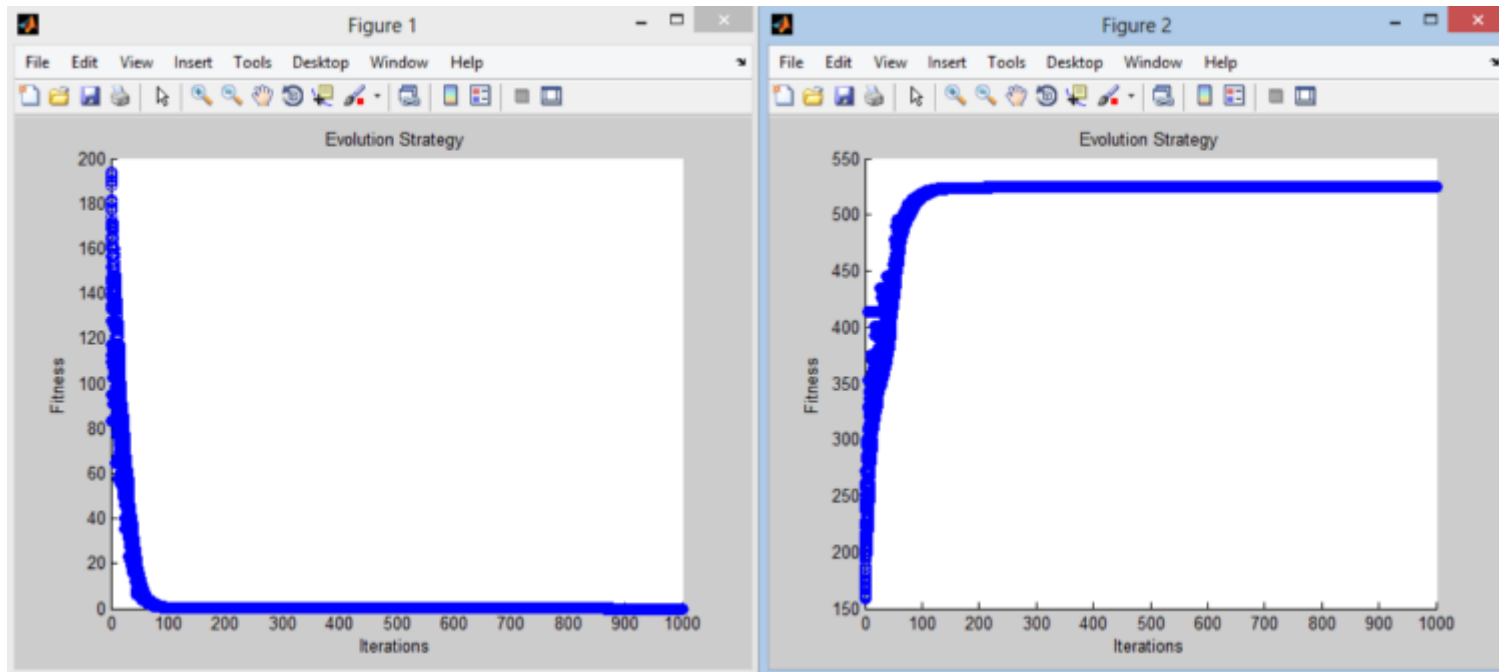 Figure 1
File Edit View Insert Tools Desktop Window Help
Evolution Strategy
200
180
160
140
120
100
80
60
40
20
0
Fitness
0 100 200 300 400 500 600 700 800 900 1000
Iterations
Figure 2
File Edit View Insert Tools Desktop Window Help
Evolution Strategy
550
500
450
400
350
300
250
200
150
Fitness
0 100 200 300 400 500 600 700 800 900 1000
Iterations